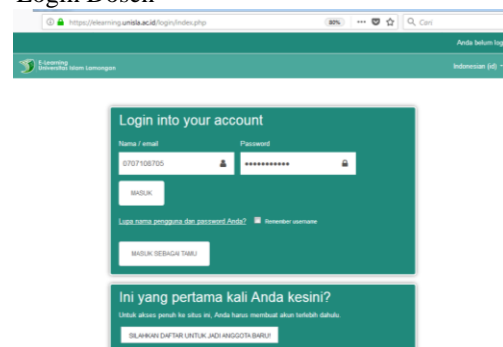 Login Dosen
https://elearning.unisla.ac.id/login/index.php
80%
Cari
Anda belum log
E-Learning
Universitas Islam Lamongan
Indonesian (id)
Login into your account
Nama / email
Password
0707108705
MASUK
Lupa nama pengguna dan password Anda?
Remember username
MASUK SEBAGAI TAMU
Ini yang pertama kali Anda kesini?
Untuk akses penuh ke situs ini, Anda harus membuat akun terlebih dahulu.
SILAHKAN DAFTAR UNTUK JADI ANGGOTA BARU!